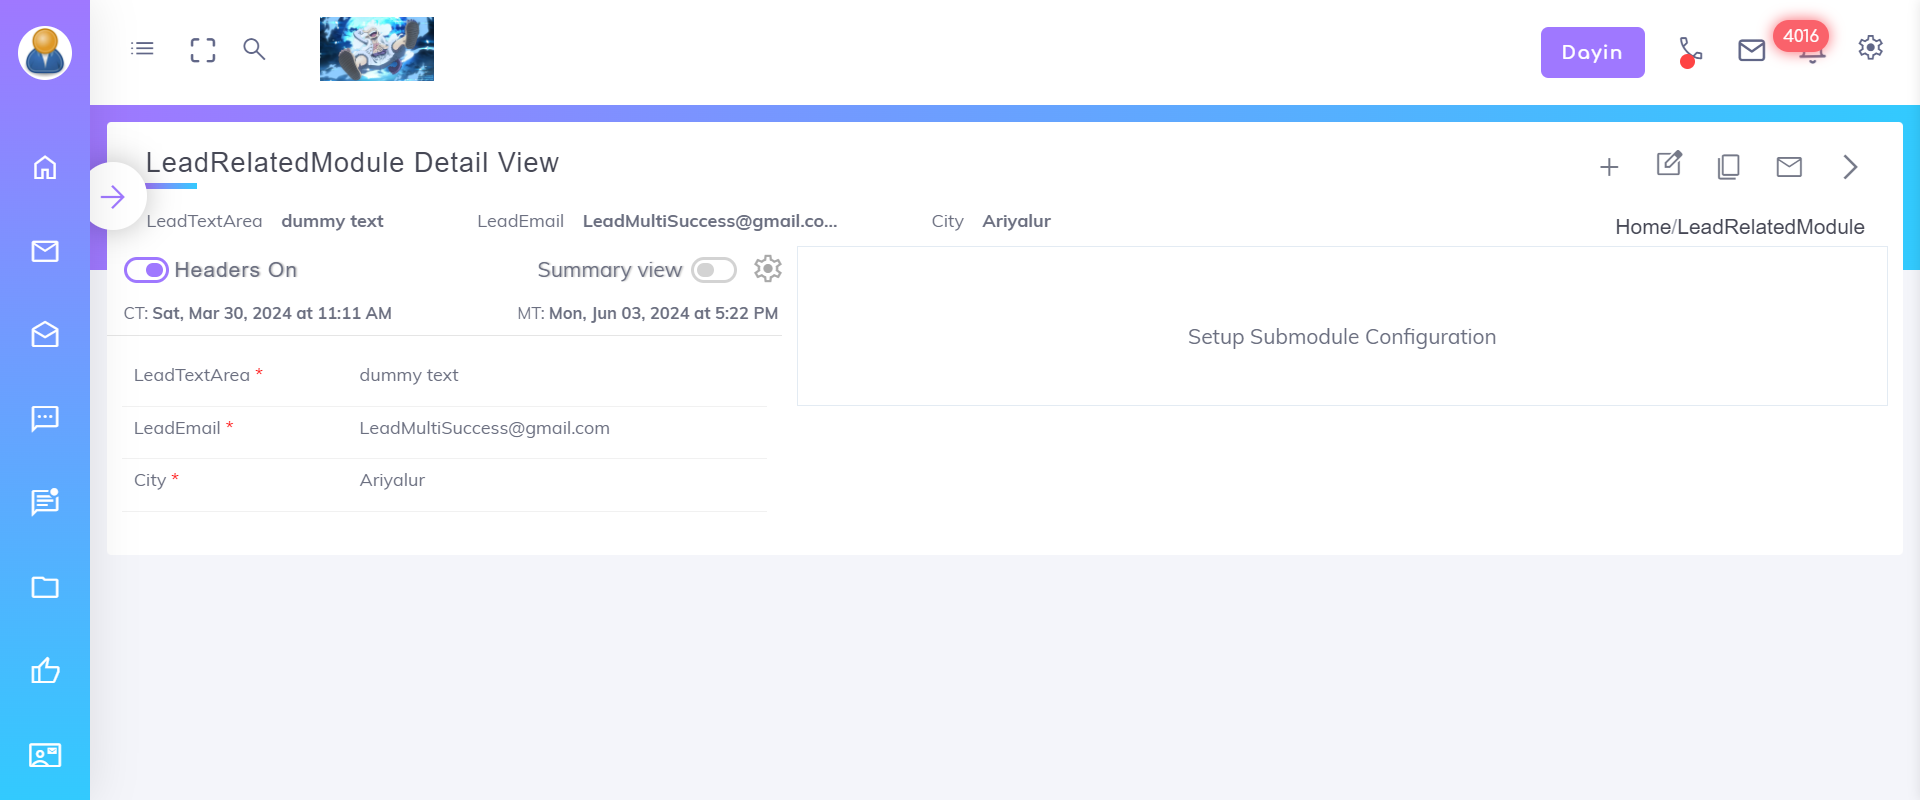 Dayin
4016
LeadRelatedModule Detail View
LeadTextArea dummy text LeadEmail LeadMultiSuccess@gmail.co... City Ariyalur
Home/LeadRelatedModule
Headers On Summary view
CT: Sat, Mar 30, 2024 at 11:11 AM MT: Mon, Jun 03, 2024 at 5:22 PM
Setup Submodule Configuration
LeadTextArea * dummy text
LeadEmail * LeadMultiSuccess@gmail.com
City * Ariyalur